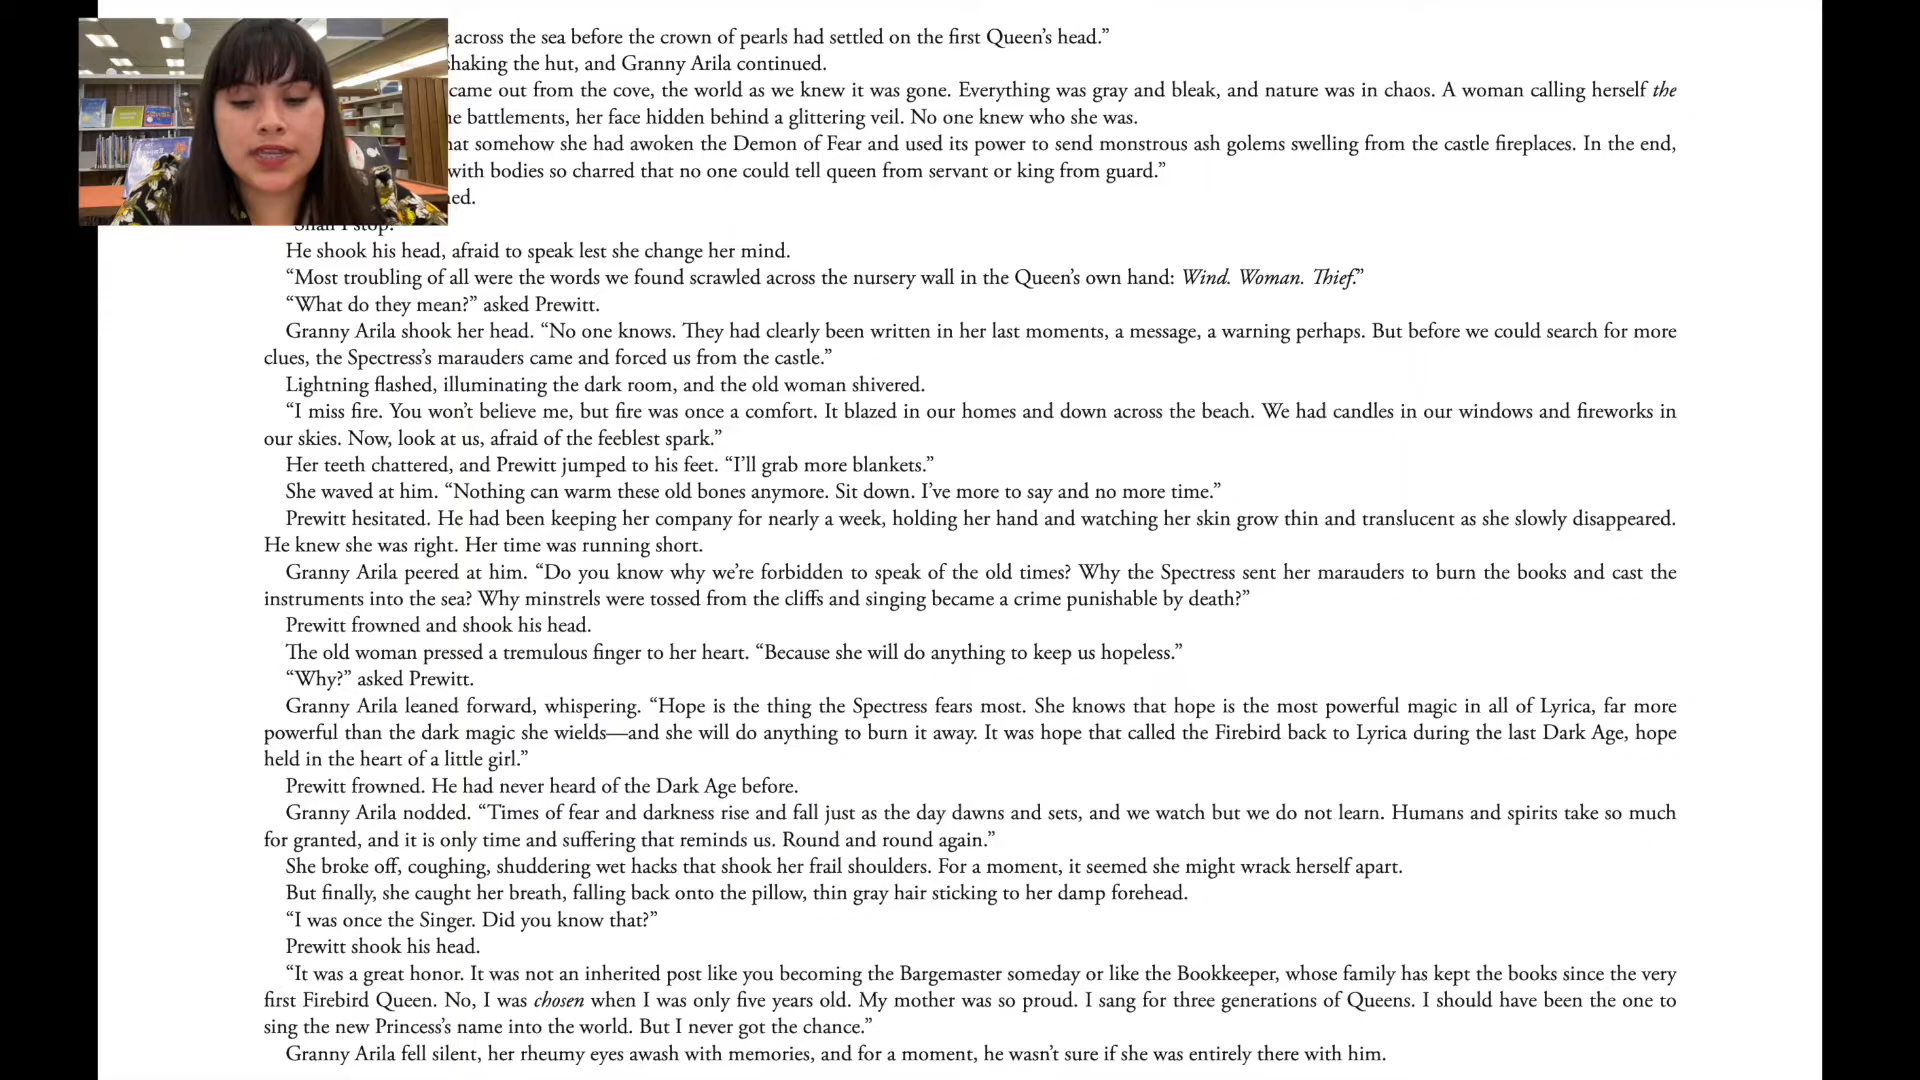 across the sea before the crown of pearls had settled on the first Queen’s head.”
shaking the hut, and Granny Arila continued.
came out from the cove, the world as we knew it was gone. Everything was gray and bleak, and nature was in chaos. A woman calling herself the
battlements, her face hidden behind a glittering veil. No one knew who she was.
somehow she had awoken the Demon of Fear and used its power to send monstrous ash golems swelling from the castle fireplaces. In the end,
with bodies so charred that no one could tell queen from servant or king from guard.”
“Shall I stop?”
He shook his head, afraid to speak lest she change her mind.
“Most troubling of all were the words we found scrawled across the nursery wall in the Queen’s own hand: Wind. Woman. Thief.”
“What do they mean?” asked Prewitt.
Granny Arila shook her head. “No one knows. They had clearly been written in her last moments, a message, a warning perhaps. But before we could search for more
clues, the Spectress’s marauders came and forced us from the castle.”
Lightning flashed, illuminating the dark room, and the old woman shivered.
“I miss fire. You won’t believe me, but fire was once a comfort. It blazed in our homes and down across the beach. We had candles in our windows and fireworks in
our skies. Now, look at us, afraid of the feeblest spark.”
Her teeth chattered, and Prewitt jumped to his feet. “I’ll grab more blankets.”
She waved at him. “Nothing can warm these old bones anymore. Sit down. I’ve more to say and no more time.”
Prewitt hesitated. He had been keeping her company for nearly a week, holding her hand and watching her skin grow thin and translucent as she slowly disappeared.
He knew she was right. Her time was running short.
Granny Arila peered at him. “Do you know why we’re forbidden to speak of the old times? Why the Spectress sent her marauders to burn the books and cast the
instruments into the sea? Why minstrels were tossed from the cliffs and singing became a crime punishable by death?”
Prewitt frowned and shook his head.
The old woman pressed a tremulous finger to her heart. “Because she will do anything to keep us hopeless.”
“Why?” asked Prewitt.
Granny Arila leaned forward, whispering. “Hope is the thing the Spectress fears most. She knows that hope is the most powerful magic in all of Lyrica, far more
powerful than the dark magic she wields—and she will do anything to burn it away. It was hope that called the Firebird back to Lyrica during the last Dark Age, hope
held in the heart of a little girl.”
Prewitt frowned. He had never heard of the Dark Age before.
Granny Arila nodded. “Times of fear and darkness rise and fall just as the day dawns and sets, and we watch but we do not learn. Humans and spirits take so much
for granted, and it is only time and suffering that reminds us. Round and round again.”
She broke off, coughing, shuddering wet hacks that shook her frail shoulders. For a moment, it seemed she might wrack herself apart.
But finally, she caught her breath, falling back onto the pillow, thin gray hair sticking to her damp forehead.
“I was once the Singer. Did you know that?”
Prewitt shook his head.
“It was a great honor. It was not an inherited post like you becoming the Bargemaster someday or like the Bookkeeper, whose family has kept the books since the very
first Firebird Queen. No, I was chosen when I was only five years old. My mother was so proud. I sang for three generations of Queens. I should have been the one to
sing the new Princess’s name into the world. But I never got the chance.”
Granny Arila fell silent, her rheumy eyes awash with memories, and for a moment, he wasn’t sure if she was entirely there with him.